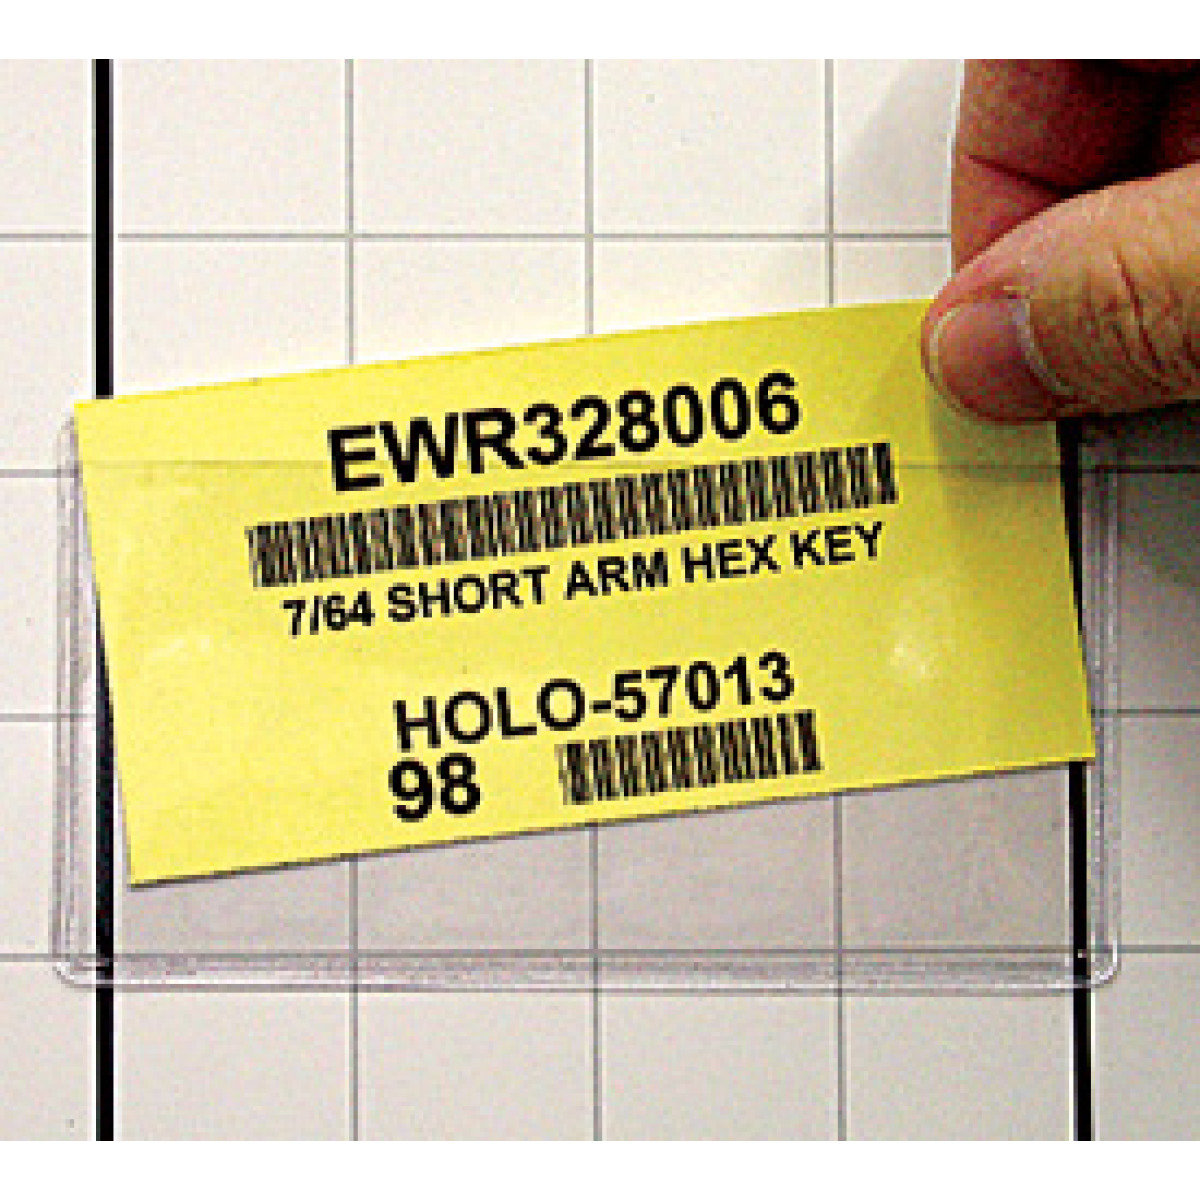 EWR328006
7/64 SHORT ARM HEX KEY
HOLO-57013
98